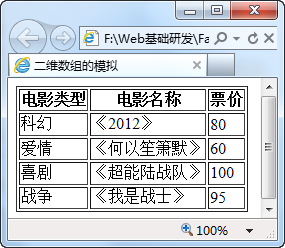 F:\Web基础研发\Fa
二维数组的模拟
电影类型 电影名称 票价
科幻 《2012》 80
爱情 《何以笙箫默》 60
喜剧 《超能陆战队》 100
战争 《我是战士》 95
100%